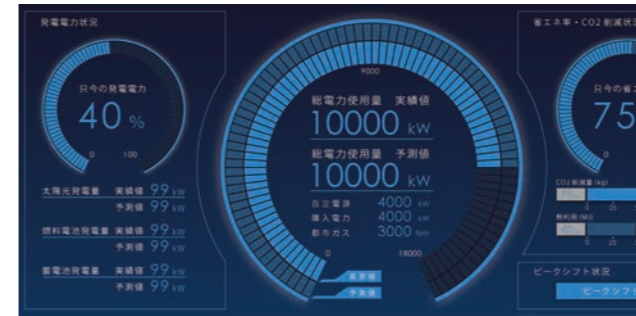 発電電力状況
只今の発電電力
40 %
0 100
太陽光発電量 実績値 99 kW
予測値 99 kW
燃料電池発電量 実績値 99 kW
予測値 99 kW
蓄電池発電量 実績値 99 kW
予測値 99 kW
9000
総電力使用量 実績値
10000 kW
総電力使用量 予測値
10000 kW
自立電源 4000 kW
購入電力 4000 kW
都市ガス 3000
0 18000
実測値
予測値
省エネ率・CO2削減状
只今の省エ
75
0
CO2削減量 (kg)
0 25
熱利用 (MJ)
0 25
ピークシフト状況
ピークシフ